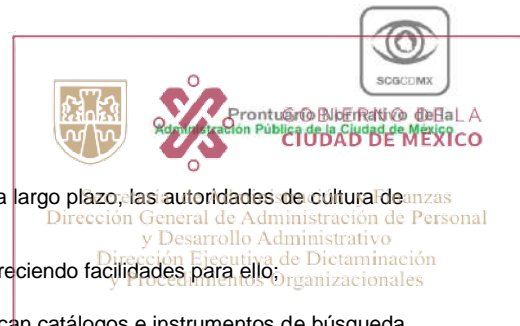 SCGCDMX
Prontuario Normativo de la
Administración Pública de la Ciudad de México
GOBIERNO DE LA
CIUDAD DE MÉXICO
a largo plazo, las autoridades de cultura de
Secretaría de Administración y Finanzas
Dirección General de Administración de Personal
y Desarrollo Administrativo
Dirección Ejecutiva de Dictaminación
reciendo facilidades para ello;
y Procedimientos Organizacionales
can catálogos e instrumentos de búsqueda